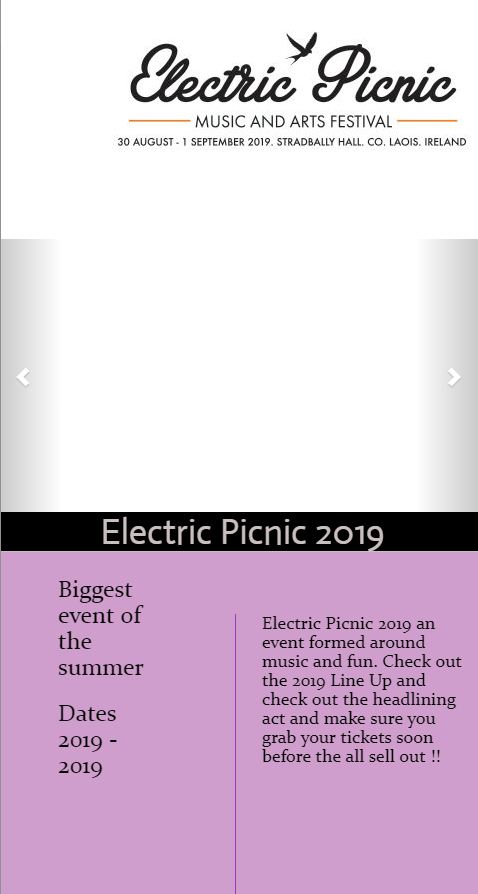 Electric Picnic
MUSIC AND ARTS FESTIVAL
30 AUGUST - 1 SEPTEMBER 2019. STRADBALLY HALL. CO. LAOIS. IRELAND
Electric Picnic 2019
Biggest
event of
the
summer
Dates
2019 -
2019
Electric Picnic 2019 an
event formed around
music and fun. Check out
the 2019 Line Up and
check out the headlining
act and make sure you
grab your tickets soon
before the all sell out !!